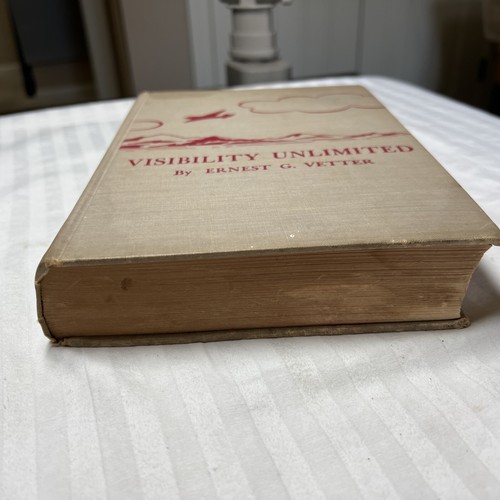 VISIBILITY UNLIMITED
By ERNEST G. VETTER